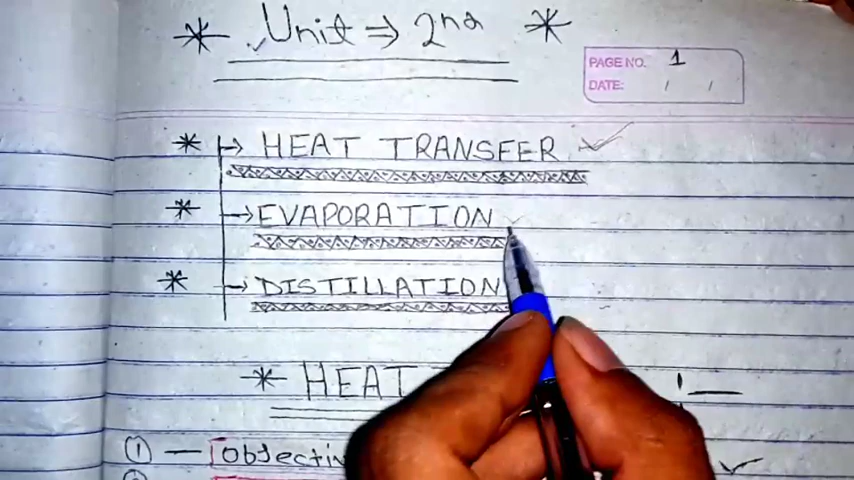 * Unit ⇒ 2nd *
PAGE NO. 1
DATE: / /
* → HEAT TRANSFER ✓
* → EVAPORATION
* → DISTILLATION
* HEAT
① — Objectiv